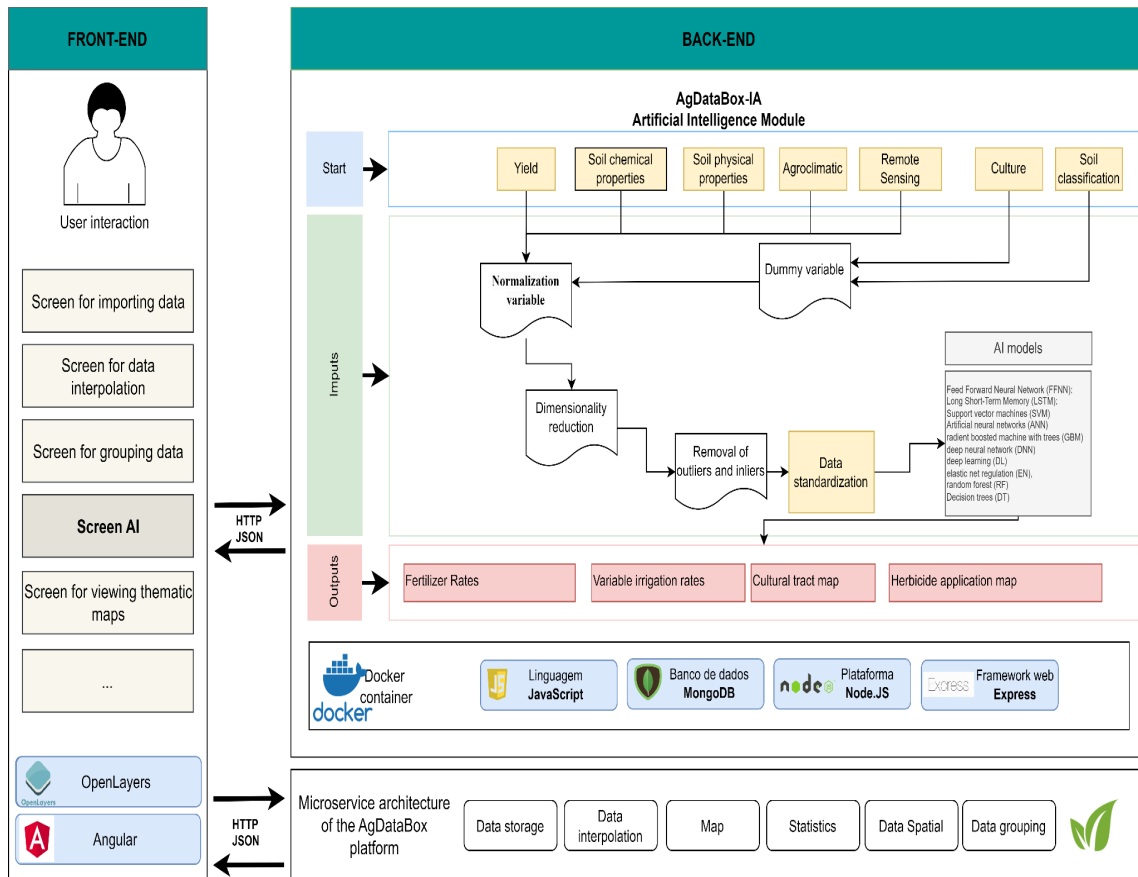 FRONT-END
User interaction
Screen for importing data
Screen for data
interpolation
Screen for grouping data
Screen AI
Screen for viewing thematic
maps
...
OpenLayers
OpenLayers
Angular
HTTP
JSON
HTTP
JSON
BACK-END
AgDataBox-IA
Artificial Intelligence Module
Start
Yield
Soil chemical
properties
Soil physical
properties
Agroclimatic
Remote
Sensing
Culture
Soil
classification
Imputs
Normalization
variable
Dummy variable
Dimensionality
reduction
Removal of
outliers and inliers
Data
standardization
AI models
Feed Forward Neural Network (FFNN);
Long Short-Term Memory (LSTM);
Support vector machines (SVM)
Artificial neural networks (ANN)
radient boosted machine with trees (GBM)
deep neural network (DNN)
deep learning (DL)
elastic net regulation (EN),
random forest (RF)
Decision trees (DT)
Outputs
Fertilizer Rates
Variable irrigation rates
Cultural tract map
Herbicide application map
docker
Docker
container
JS
Linguagem
JavaScript
Banco de dados
MongoDB
node
Plataforma
Node.JS
Express
Framework web
Express
Microservice architecture
of the AgDataBox
platform
Data storage
Data
interpolation
Map
Statistics
Data Spatial
Data grouping